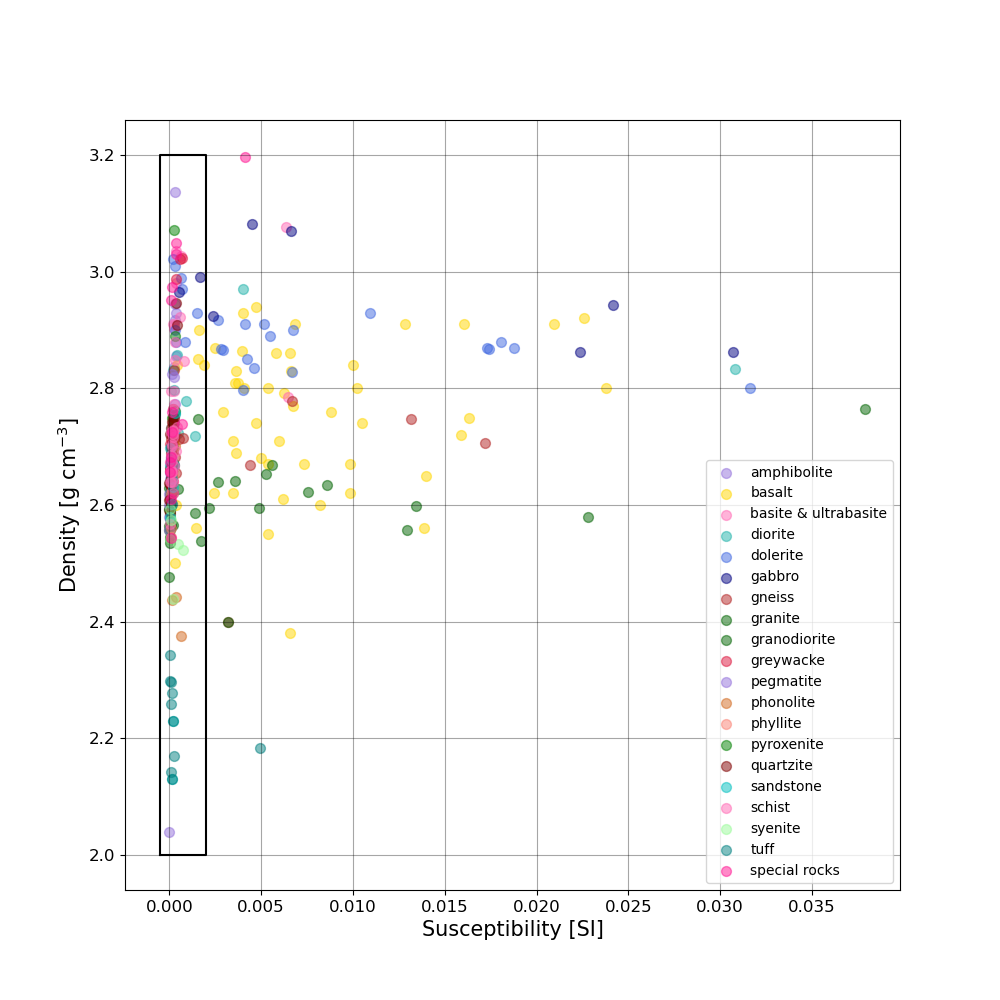 3.2
3.0
2.8
2.6
2.4
2.2
2.0
Density [g cm⁻³]
0.000 0.005 0.010 0.015 0.020 0.025 0.030 0.035
Susceptibility [SI]
amphibolite
basalt
basite & ultrabasite
diorite
dolerite
gabbro
gneiss
granite
granodiorite
greywacke
pegmatite
phonolite
phyllite
pyroxenite
quartzite
sandstone
schist
syenite
tuff
special rocks